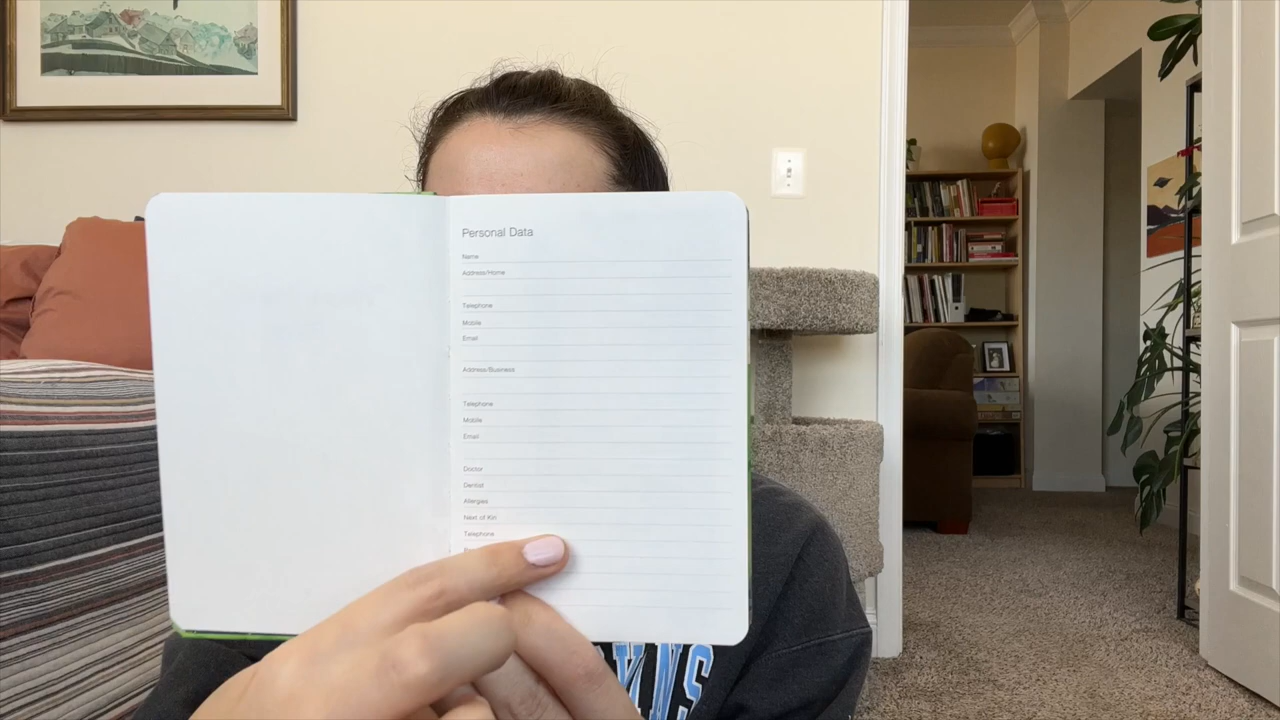 Personal Data
Name
Address/Home
Telephone
Mobile
Email
Address/Business
Telephone
Mobile
Email
Doctor
Dentist
Allergies
Next of Kin
Telephone